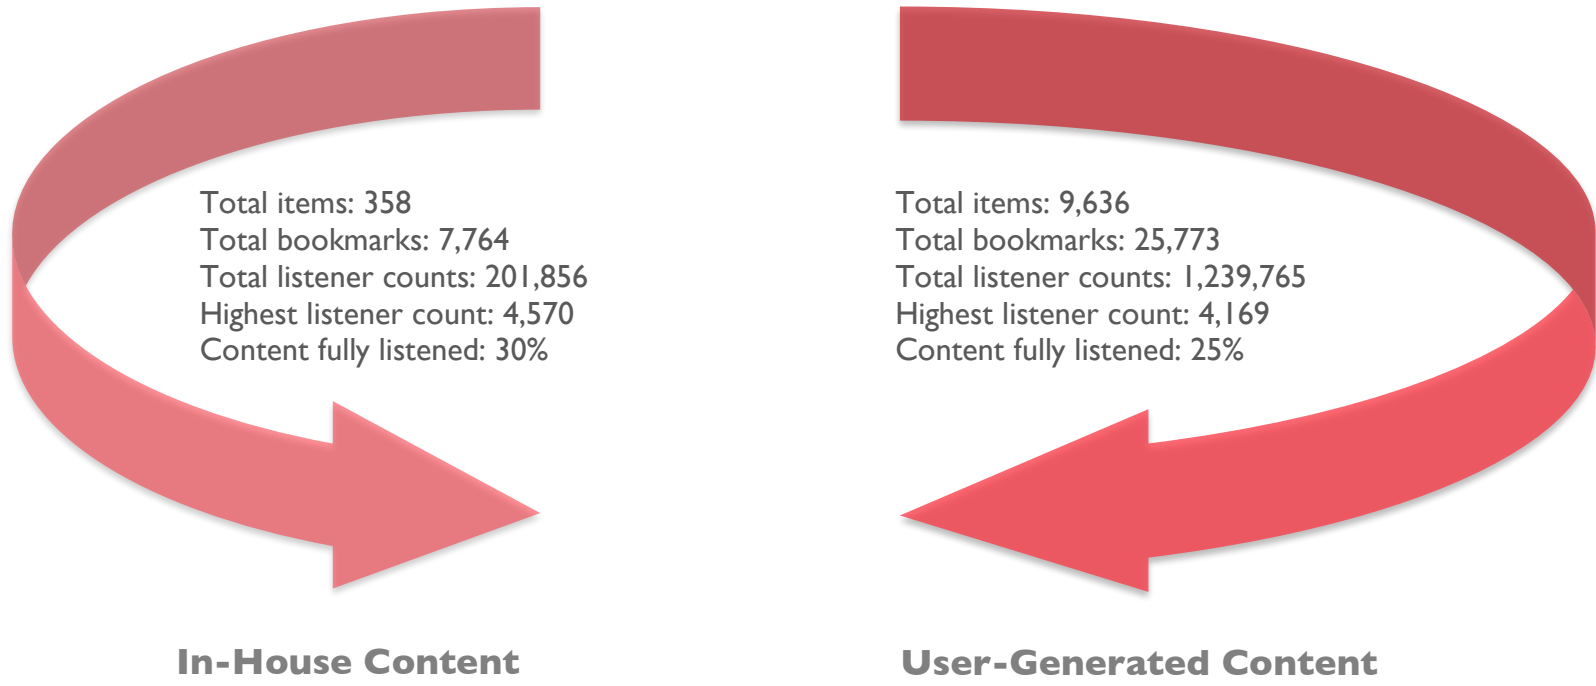 Total items: 358
Total bookmarks: 7,764
Total listener counts: 201,856
Highest listener count: 4,570
Content fully listened: 30%
In-House Content
Total items: 9,636
Total bookmarks: 25,773
Total listener counts: 1,239,765
Highest listener count: 4,169
Content fully listened: 25%
User-Generated Content